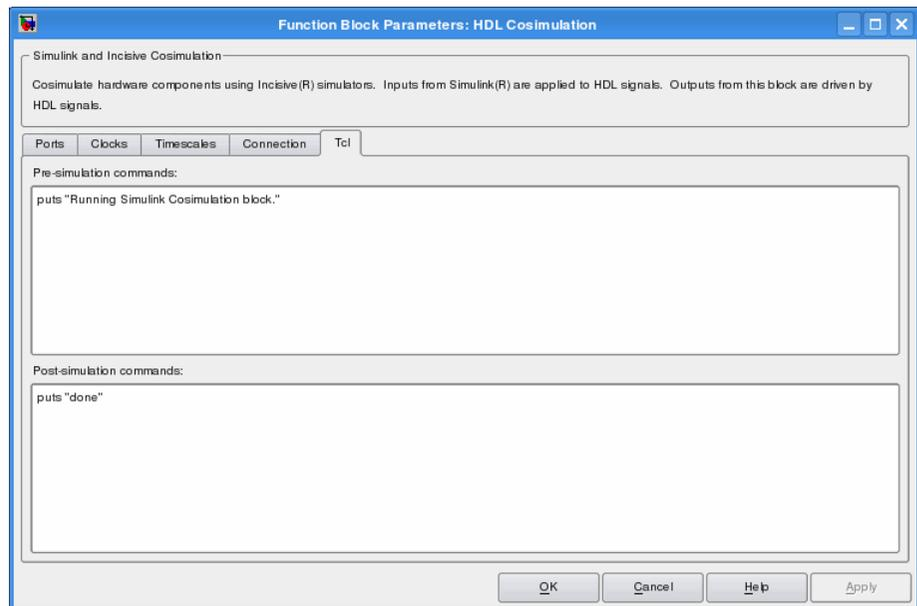 Function Block Parameters: HDL Cosimulation
Simulink and Incisive Cosimulation
Cosimulate hardware components using Incisive(R) simulators.  Inputs from Simulink(R) are applied to HDL signals.  Outputs from this block are driven by
HDL signals.
Ports Clocks Timescales Connection Tcl
Pre-simulation commands:
puts "Running Simulink Cosimulation block."
Post-simulation commands:
puts "done"
OK Cancel Help Apply